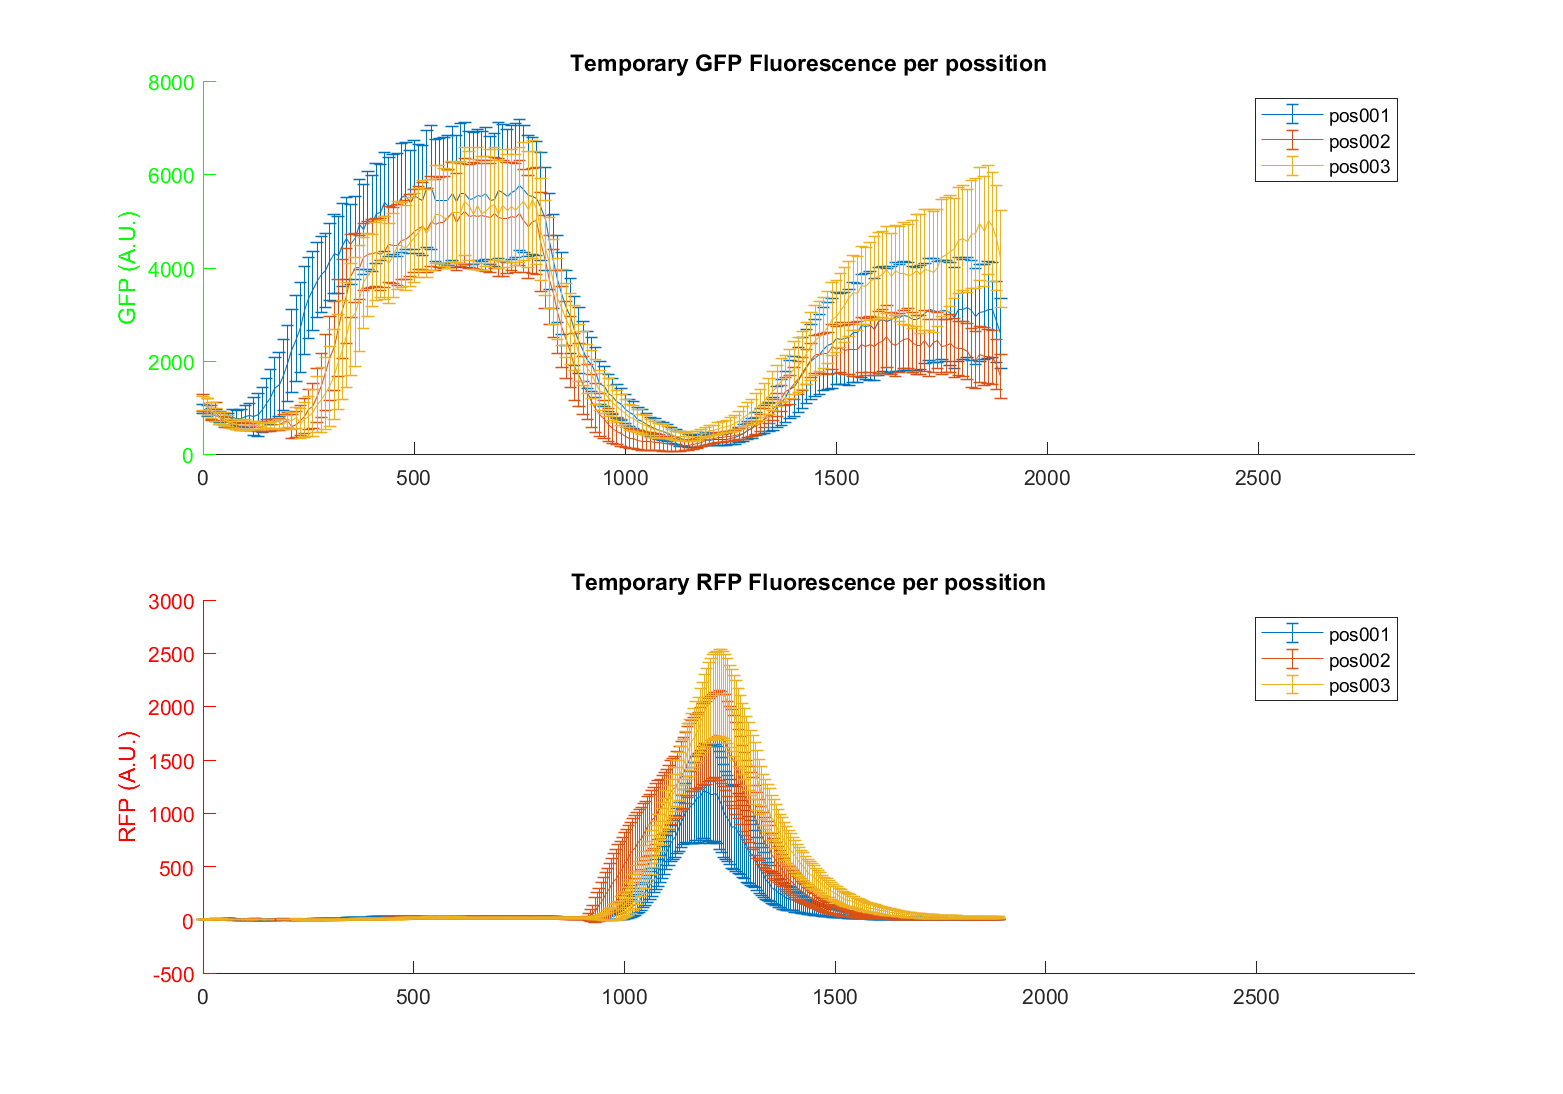 Temporary GFP Fluorescence per possition
8000
6000
4000
2000
0
GFP (A.U.)
0 500 1000 1500 2000 2500
pos001
pos002
pos003
Temporary RFP Fluorescence per possition
3000
2500
2000
1500
1000
500
0
-500
RFP (A.U.)
0 500 1000 1500 2000 2500
pos001
pos002
pos003